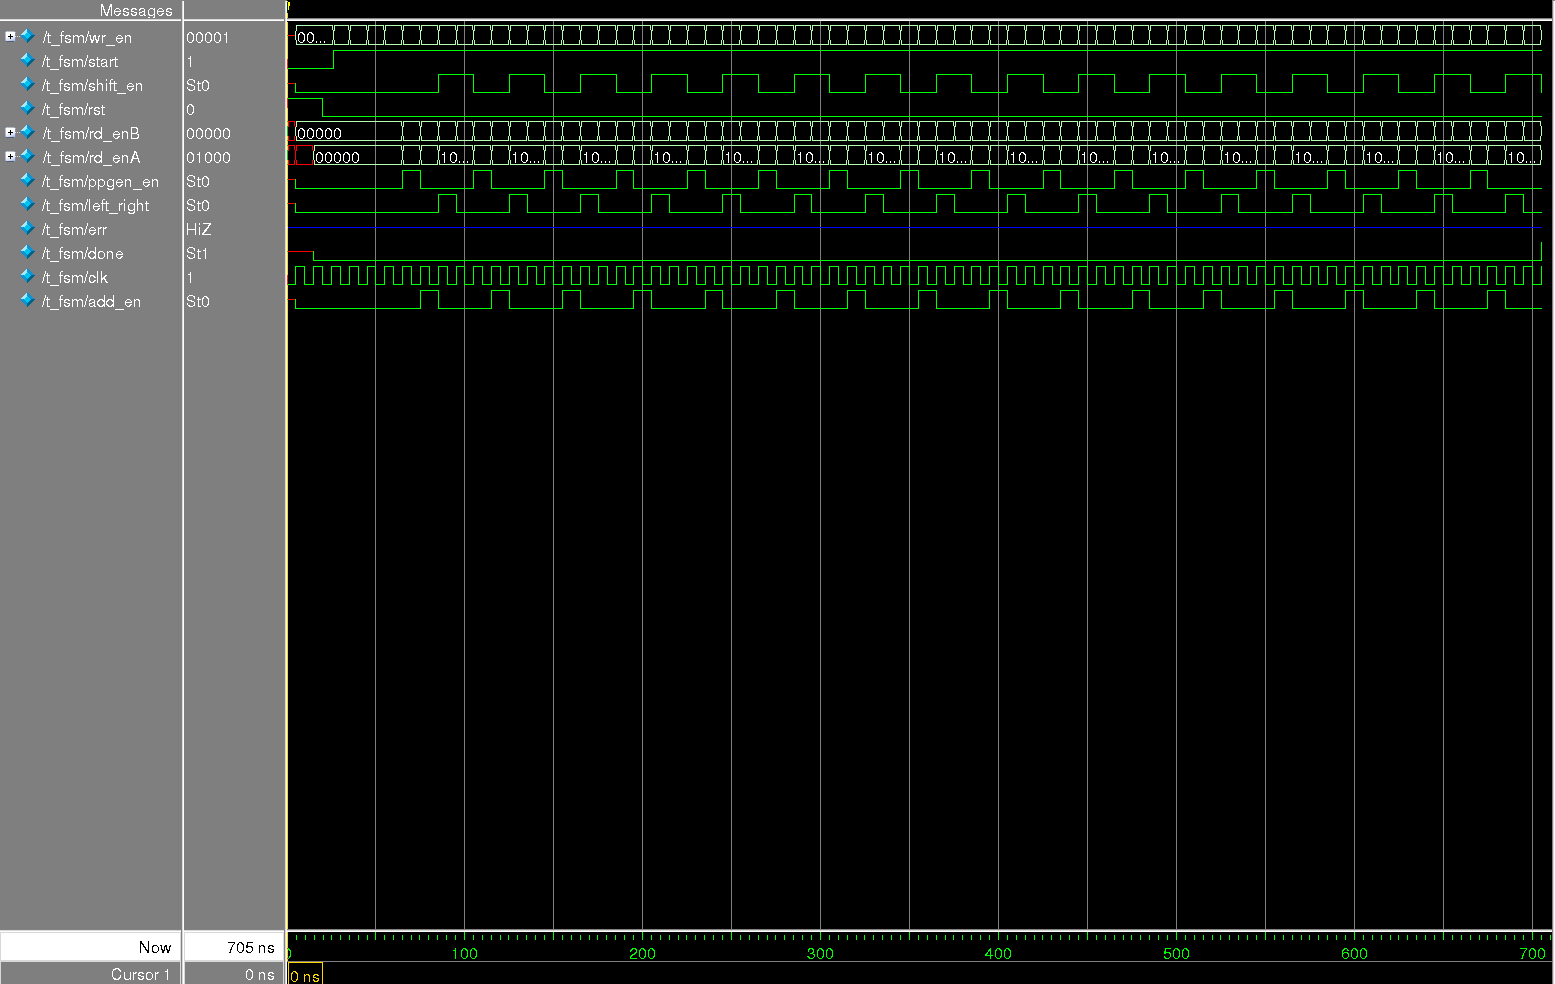 Messages
/t_fsm/wr_en 00001 00...
/t_fsm/start 1
/t_fsm/shift_en St0
/t_fsm/rst 0
/t_fsm/rd_enB 00000 00000
/t_fsm/rd_enA 01000 00000 10... 10... 10... 10... 10... 10... 10... 10... 10... 10... 10... 10... 10... 10... 10... 10...
/t_fsm/ppgen_en St0
/t_fsm/left_right St0
/t_fsm/err HiZ
/t_fsm/done St1
/t_fsm/clk 1
/t_fsm/add_en St0
Now 705 ns 0 100 200 300 400 500 600 700
Cursor 1 0 ns 0 ns